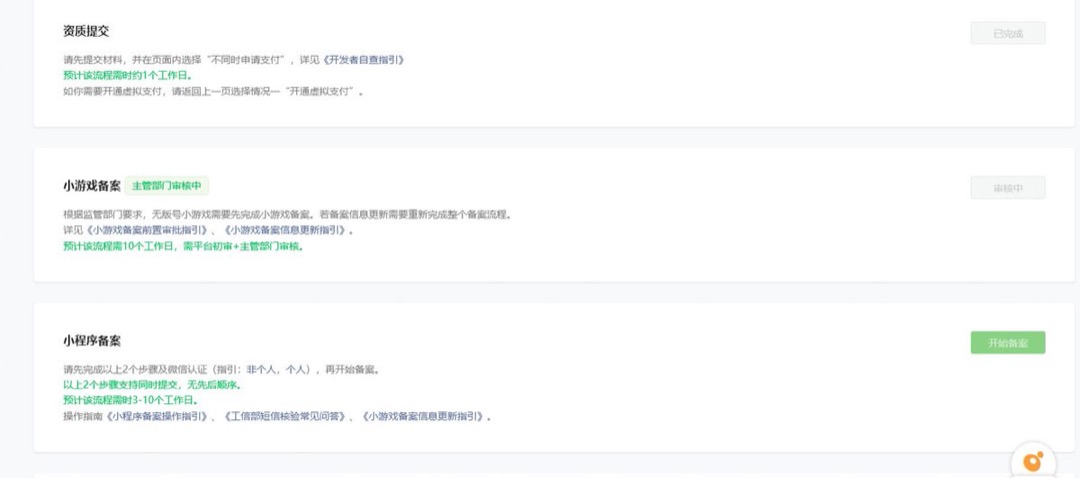 资质提交
已完成
请先提交材料，并在页面内选择“不同时申请支付”，详见《开发者自查指引》
预计该流程需时约1个工作日。
如你需要开通虚拟支付，请返回上一页选择情况一“开通虚拟支付”。
小游戏备案 主管部门审核中
审核中
根据监管部门要求，无版号小游戏需要先完成小游戏备案。若备案信息更新需要重新完成整个备案流程。
详见《小游戏备案前置审批指引》、《小游戏备案信息更新指引》。
预计该流程需10个工作日，需平台初审+主管部门审核。
小程序备案
开始备案
请先完成以上2个步骤及微信认证（指引：非个人，个人），再开始备案。
以上2个步骤支持同时提交，无先后顺序。
预计该流程需时3-10个工作日。
操作指南《小程序备案操作指引》、《工信部短信核验常见问答》、《小游戏备案信息更新指引》。